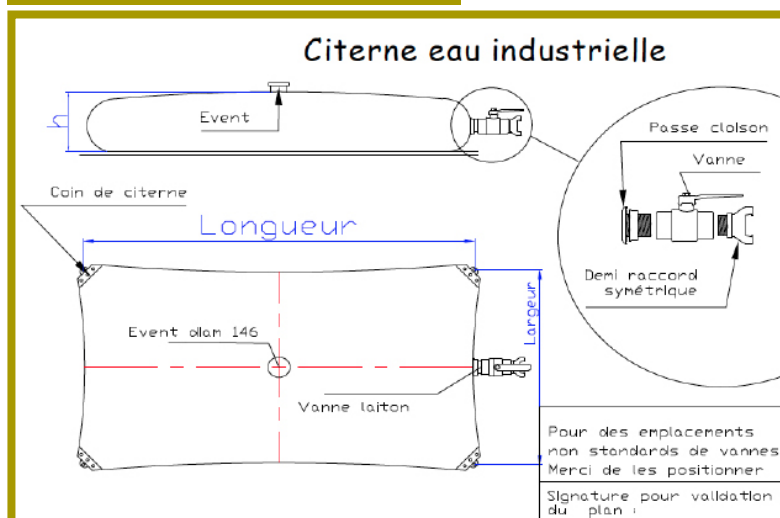 Citerne eau industrielle
Event
h
Passe cloison
Vanne
Coin de citerne
Longueur
Demi raccord
symétrique
Largeur
Event diam 146
Vanne laiton
Pour des emplacements
non standards de vannes
Merci de les positionner
Signature pour validation
du plan :